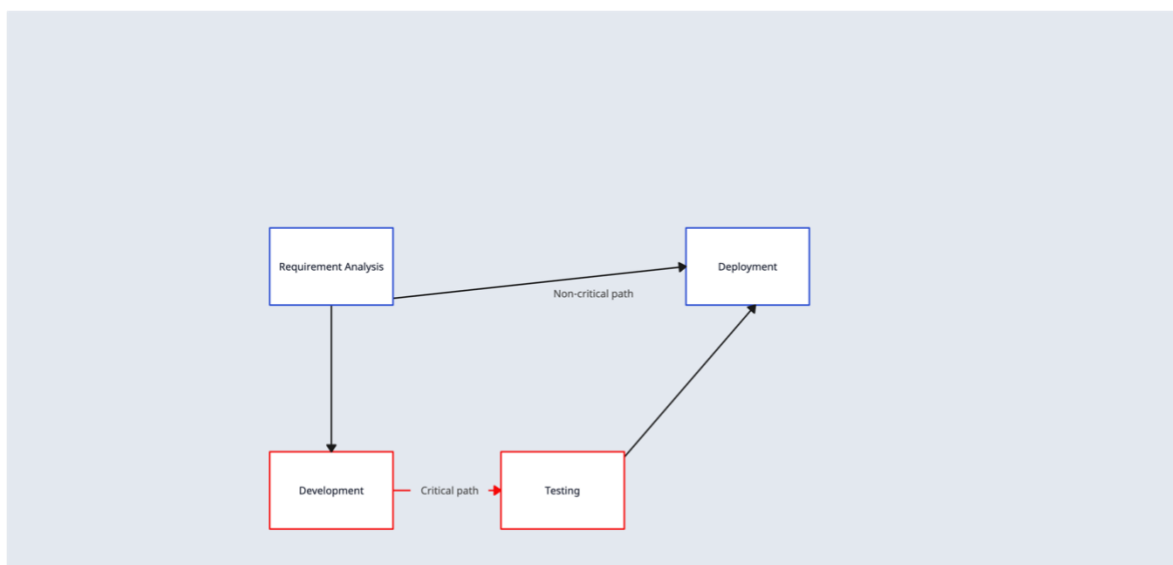 Requirement Analysis
Deployment
Non-critical path
Development
Critical path
Testing